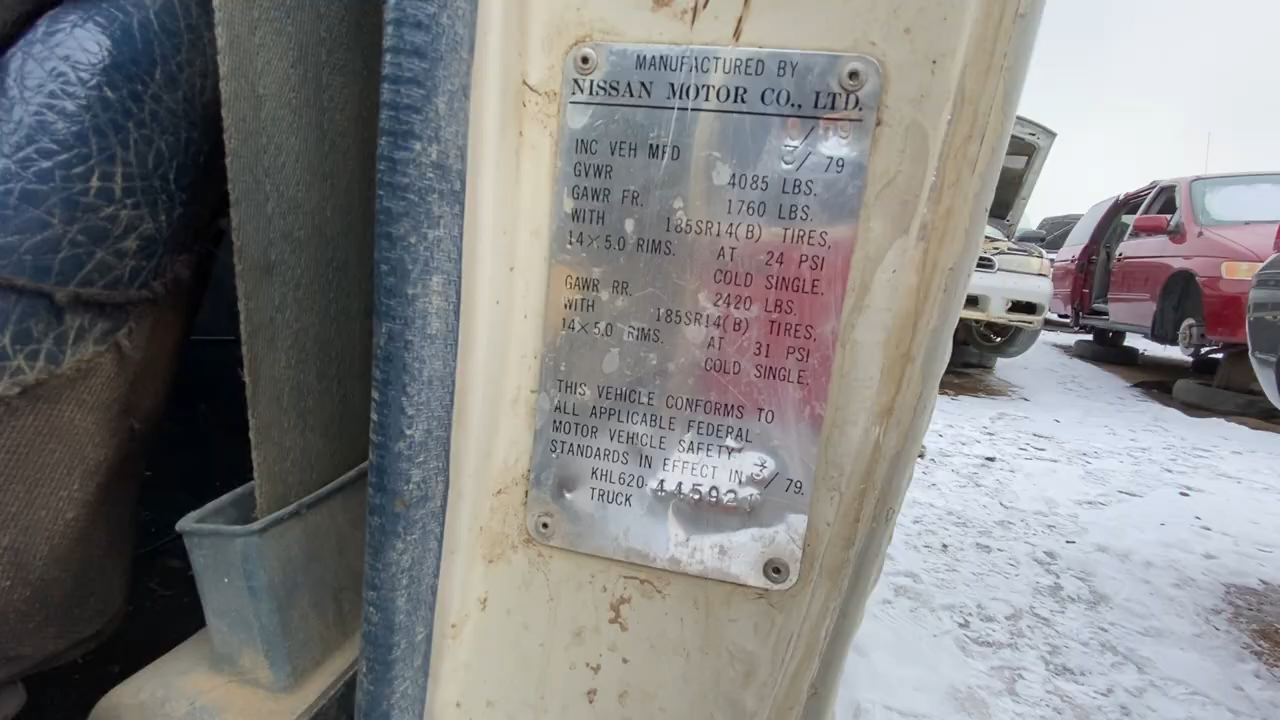 MANUFACTURED BY
NISSAN MOTOR CO., LTD.
INC VEH MFD 3/ 79
GVWR 4085 LBS.
GAWR FR. 1760 LBS.
WITH 185SR14(B) TIRES,
14×5.0 RIMS. AT 24 PSI
COLD SINGLE.
GAWR RR. 2420 LBS.
WITH 185SR14(B) TIRES,
14×5.0 RIMS. AT 31 PSI
COLD SINGLE.
THIS VEHICLE CONFORMS TO
ALL APPLICABLE FEDERAL
MOTOR VEHICLE SAFETY
STANDARDS IN EFFECT IN 3/ 79.
KHL620-
TRUCK